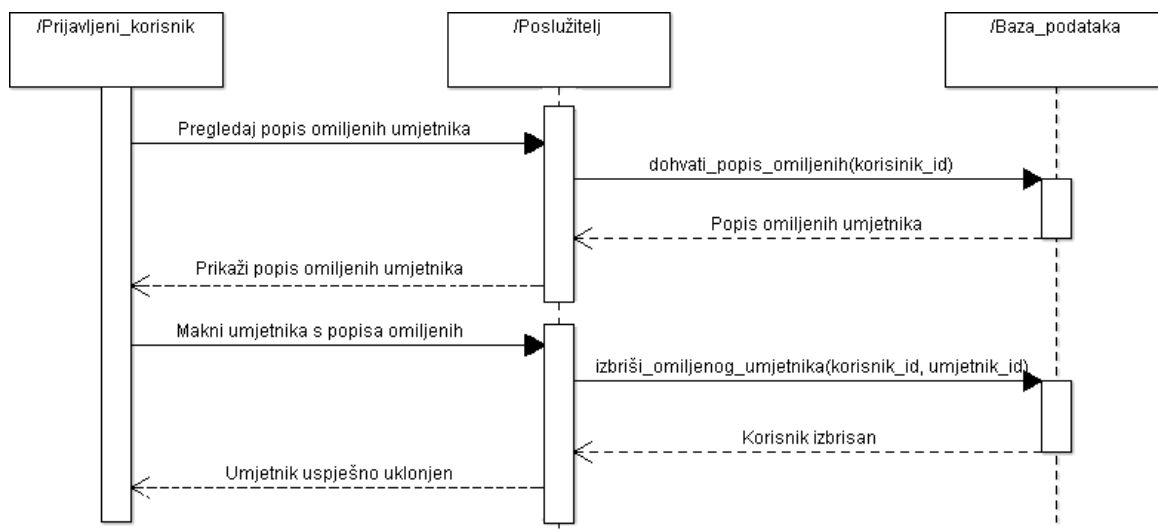 /Prijavljeni_korisnik
/Poslužitelj
/Baza_podataka
Pregledaj popis omiljenih umjetnika
dohvati_popis_omiljenih(korisinik_id)
Popis omiljenih umjetnika
Prikaži popis omiljenih umjetnika
Makni umjetnika s popisa omiljenih
izbriši_omiljenog_umjetnika(korisnik_id, umjetnik_id)
Korisnik izbrisan
Umjetnik uspješno uklonjen